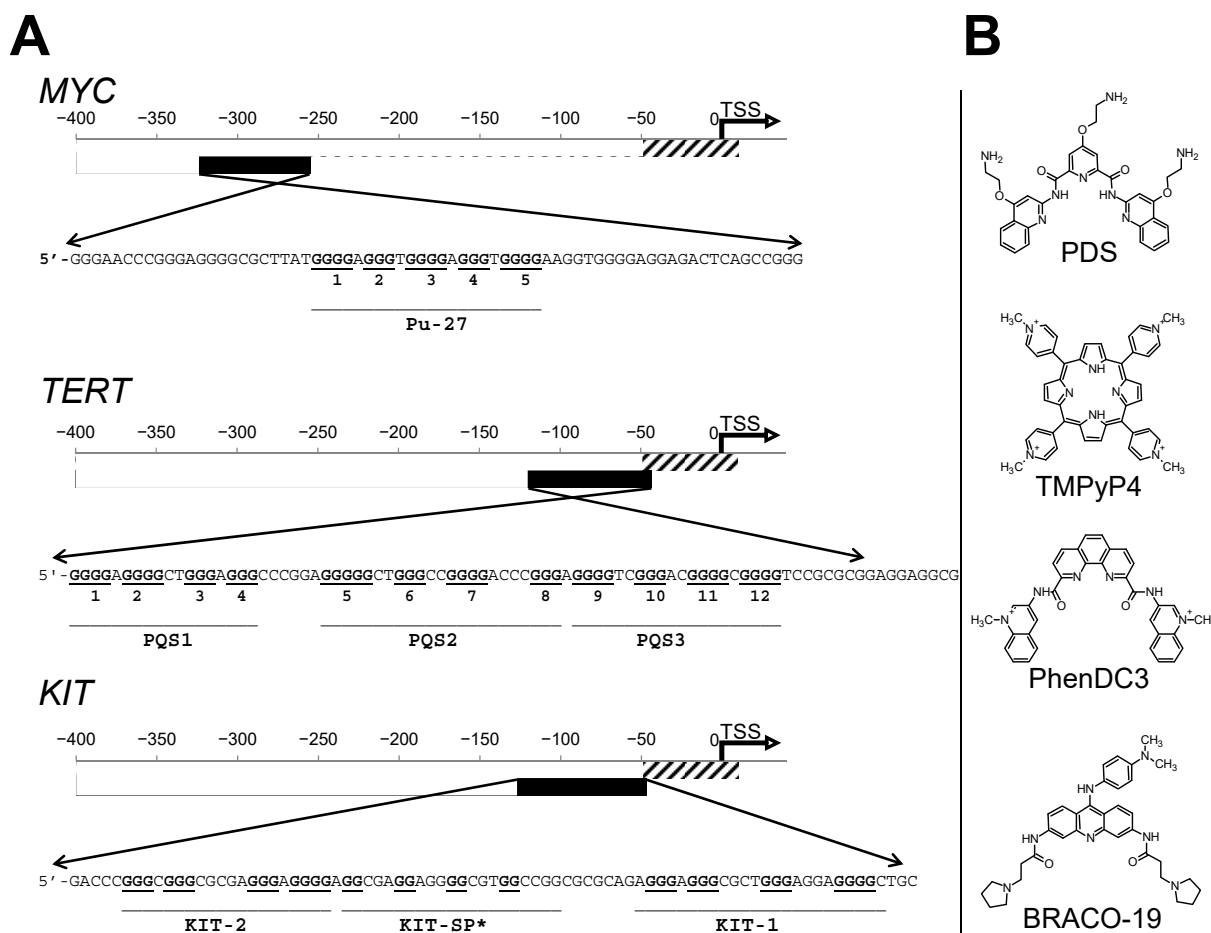 A
B
MYC
−400 −350 −300 −250 −200 −150 −100 −50 0 TSS
5′-GGGAACCCGGGAGGGGCGCTTATGGGGAGGGTGGGGAGGGTGGGGAAGGTGGGGAGGAGACTCAGCCGGG
1 2 3 4 5
Pu-27
TERT
−400 −350 −300 −250 −200 −150 −100 −50 0 TSS
5'-GGGGAGGGGCTGGGAGGGCCCGGAGGGGGCTGGGCCGGGGACCCGGGAGGGGTCGGGACGGGGCGGGGTCCGCGCGGAGGAGGCG
1 2 3 4 5 6 7 8 9 10 11 12
PQS1 PQS2 PQS3
KIT
−400 −350 −300 −250 −200 −150 −100 −50 0 TSS
5′-GACCCGGGCGGGCGCGAGGGAGGGGAGGCGAGGAGGGGCGTGGCCGGCGCGCAGAGGGAGGGCGCTGGGAGGAGGGGCTGC
KIT-2 KIT-SP* KIT-1
NH2
O
NH2 NH2
O N O
O NH HN O
N N
PDS
H3C CH3
N+ N+
NH
N N
HN
N+ N+
H3C CH3
TMPyP4
N N
NH HN
O O
H3C N+ N+ CH
PhenDC3
CH3
N
CH3
HN
NH N NH
O O
N N
BRACO-19